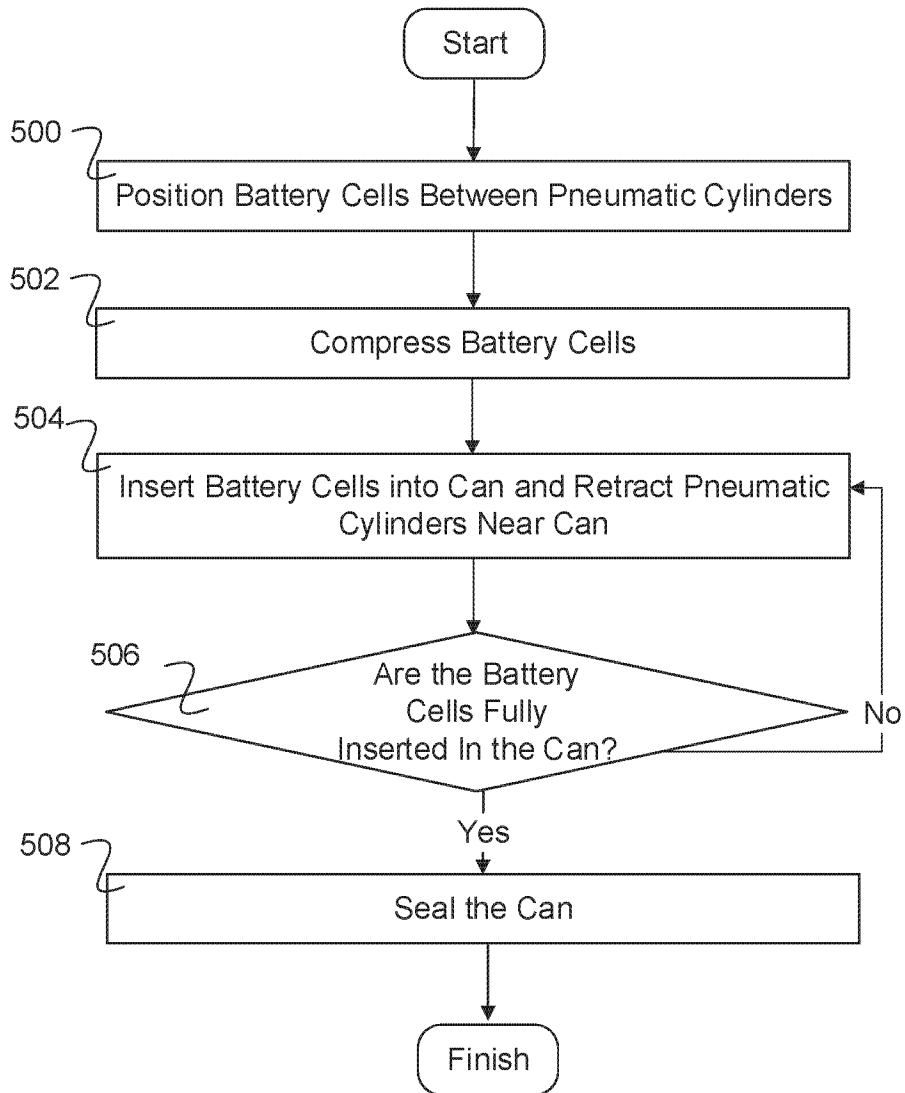 Start
500
Position Battery Cells Between Pneumatic Cylinders
502
Compress Battery Cells
504
Insert Battery Cells into Can and Retract Pneumatic
Cylinders Near Can
506
Are the Battery
Cells Fully
Inserted In the Can?
No
Yes
508
Seal the Can
Finish